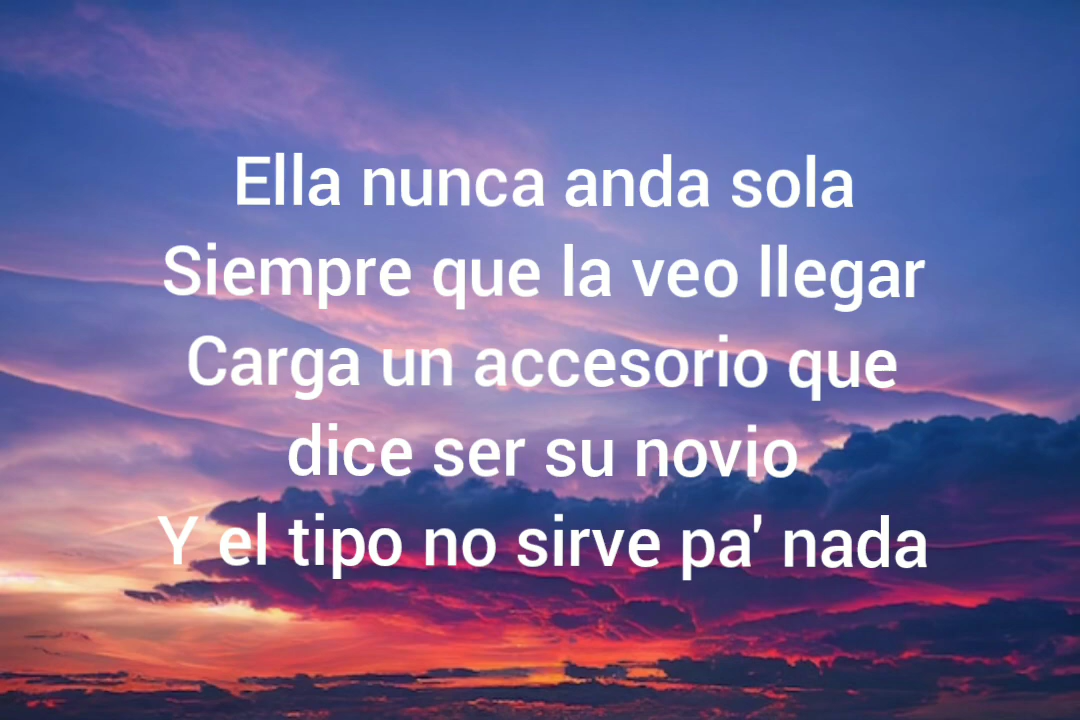 Ella nunca anda sola
Siempre que la veo llegar
Carga un accesorio que
dice ser su novio
Y el tipo no sirve pa' nada